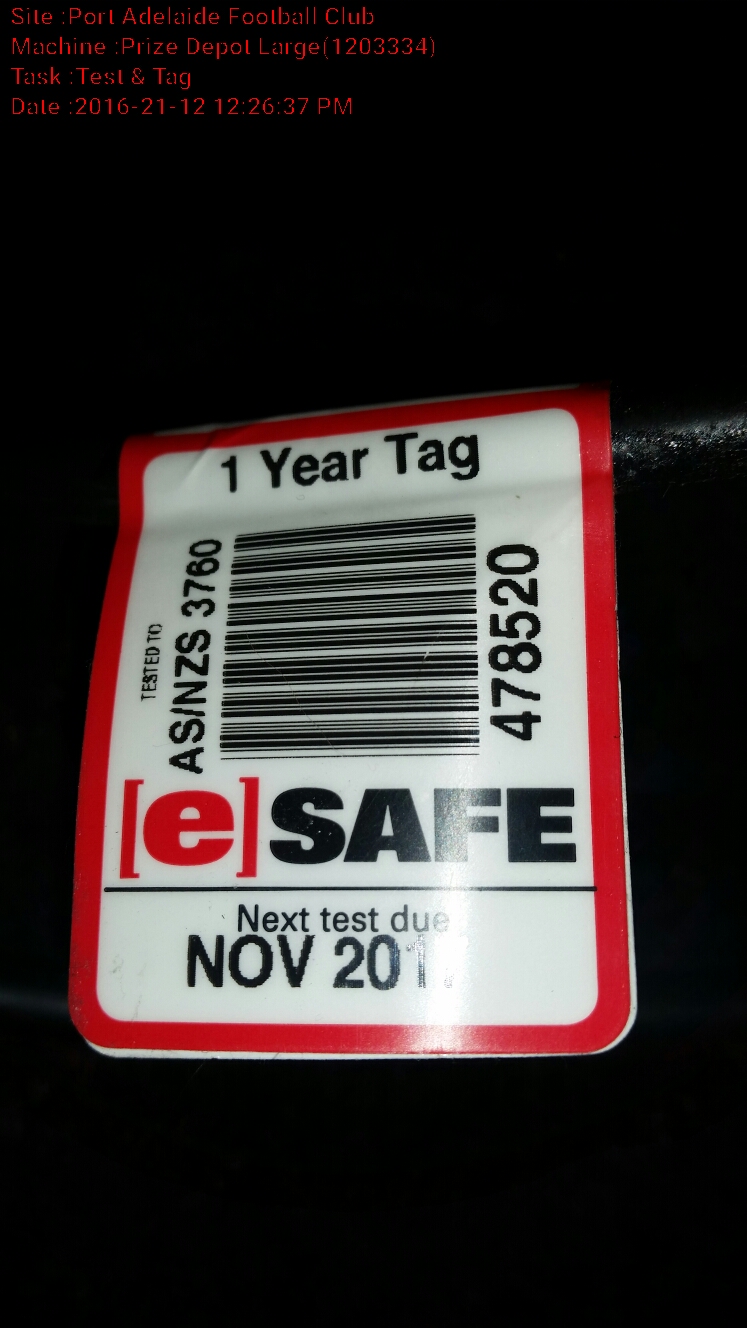 Site :Port Adelaide Football Club
Machine :Prize Depot Large(1203334)
Task :Test & Tag
Date :2016-21-12 12:26:37 PM
1 Year Tag
TESTED TO
AS/NZS 3760
478520
[e]SAFE
Next test due
NOV